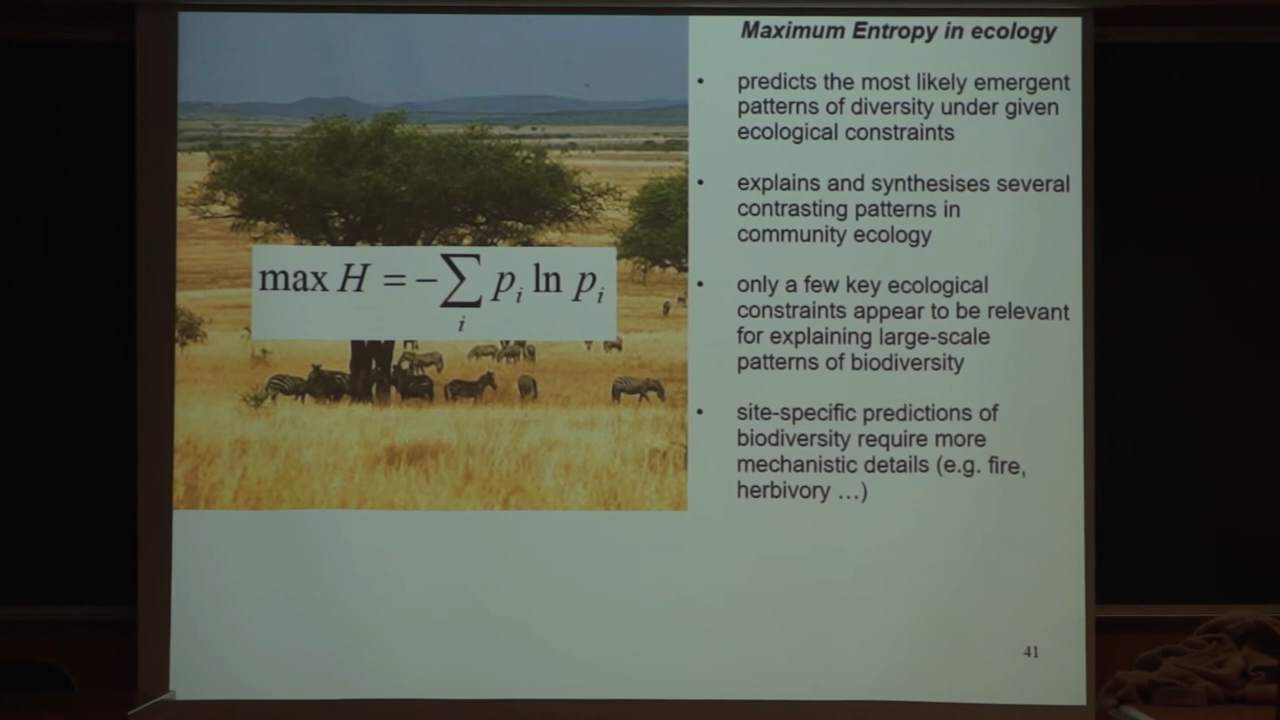 Maximum Entropy in ecology
• predicts the most likely emergent
patterns of diversity under given
ecological constraints
• explains and synthesises several
contrasting patterns in
community ecology
• only a few key ecological
constraints appear to be relevant
for explaining large-scale
patterns of biodiversity
• site-specific predictions of
biodiversity require more
mechanistic details (e.g. fire,
herbivory …)
max H = −∑ p_i ln p_i
i
41